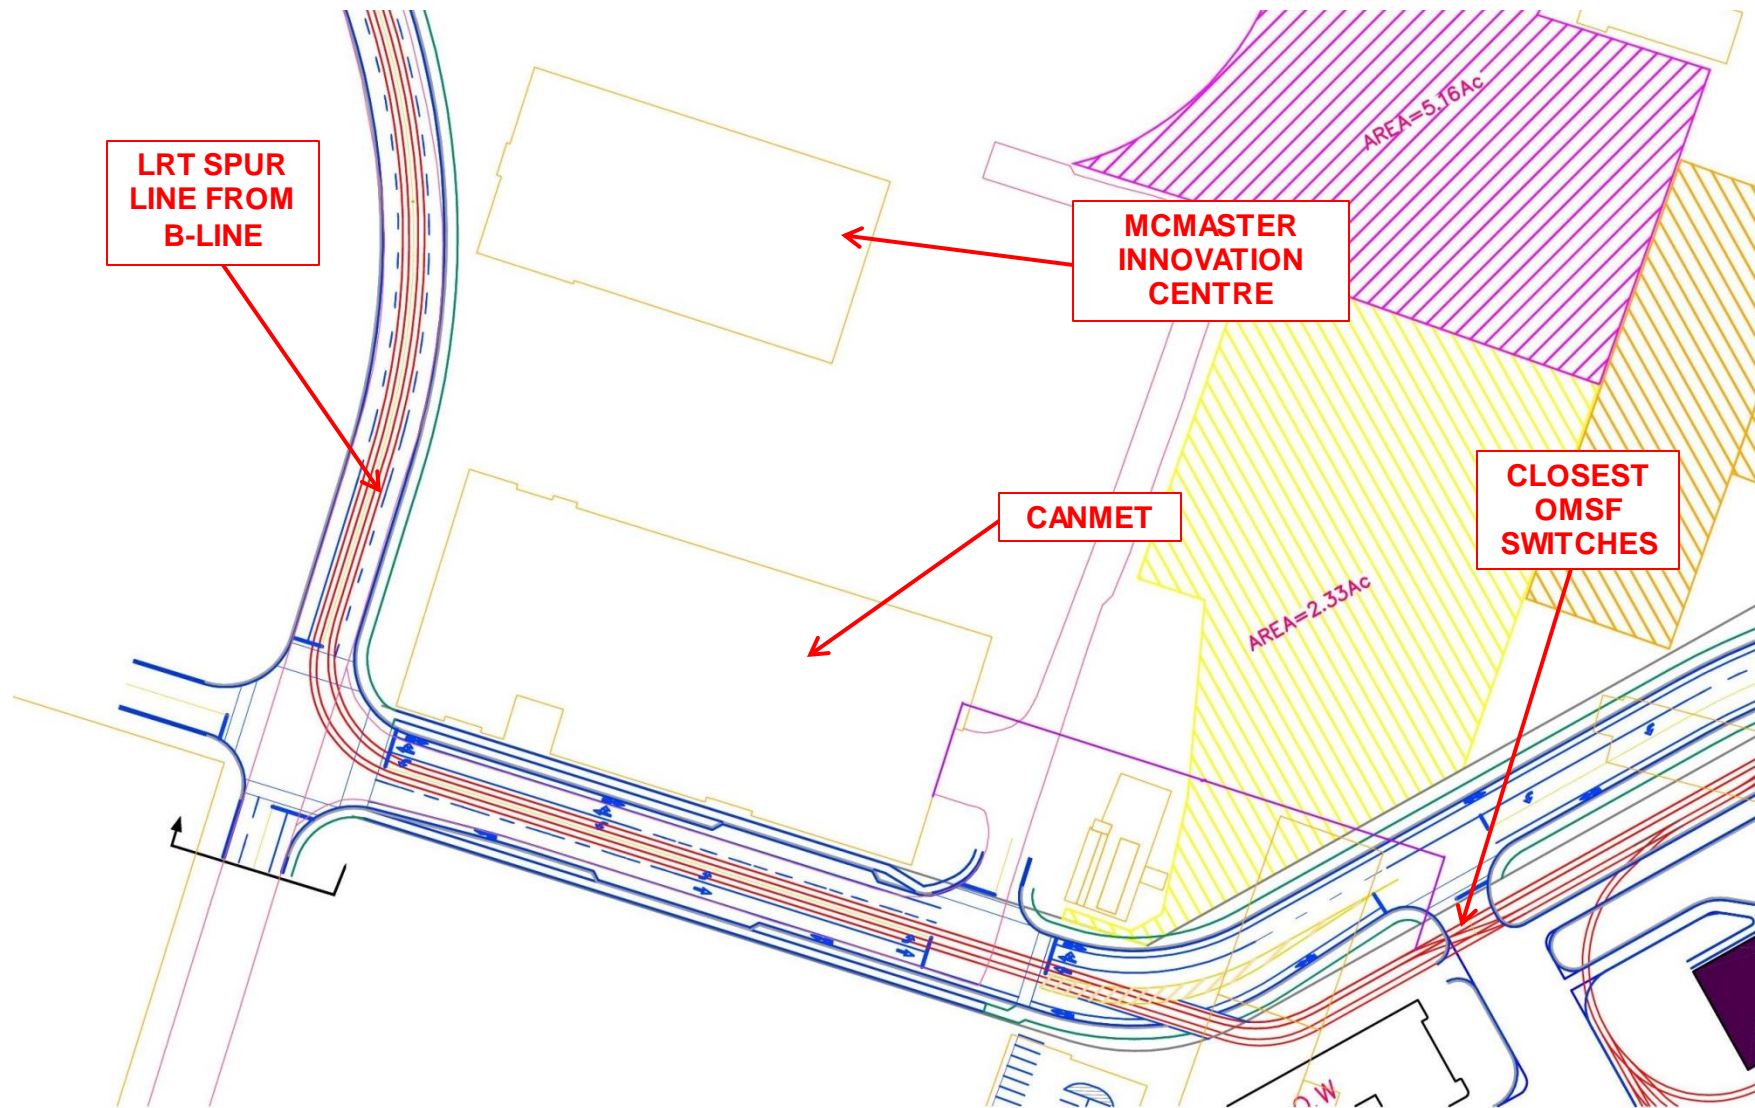 AREA=5.16Ac
LRT SPUR
LINE FROM
B-LINE
MCMASTER
INNOVATION
CENTRE
CLOSEST
OMSF
SWITCHES
CANMET
AREA=2.33Ac
O.W